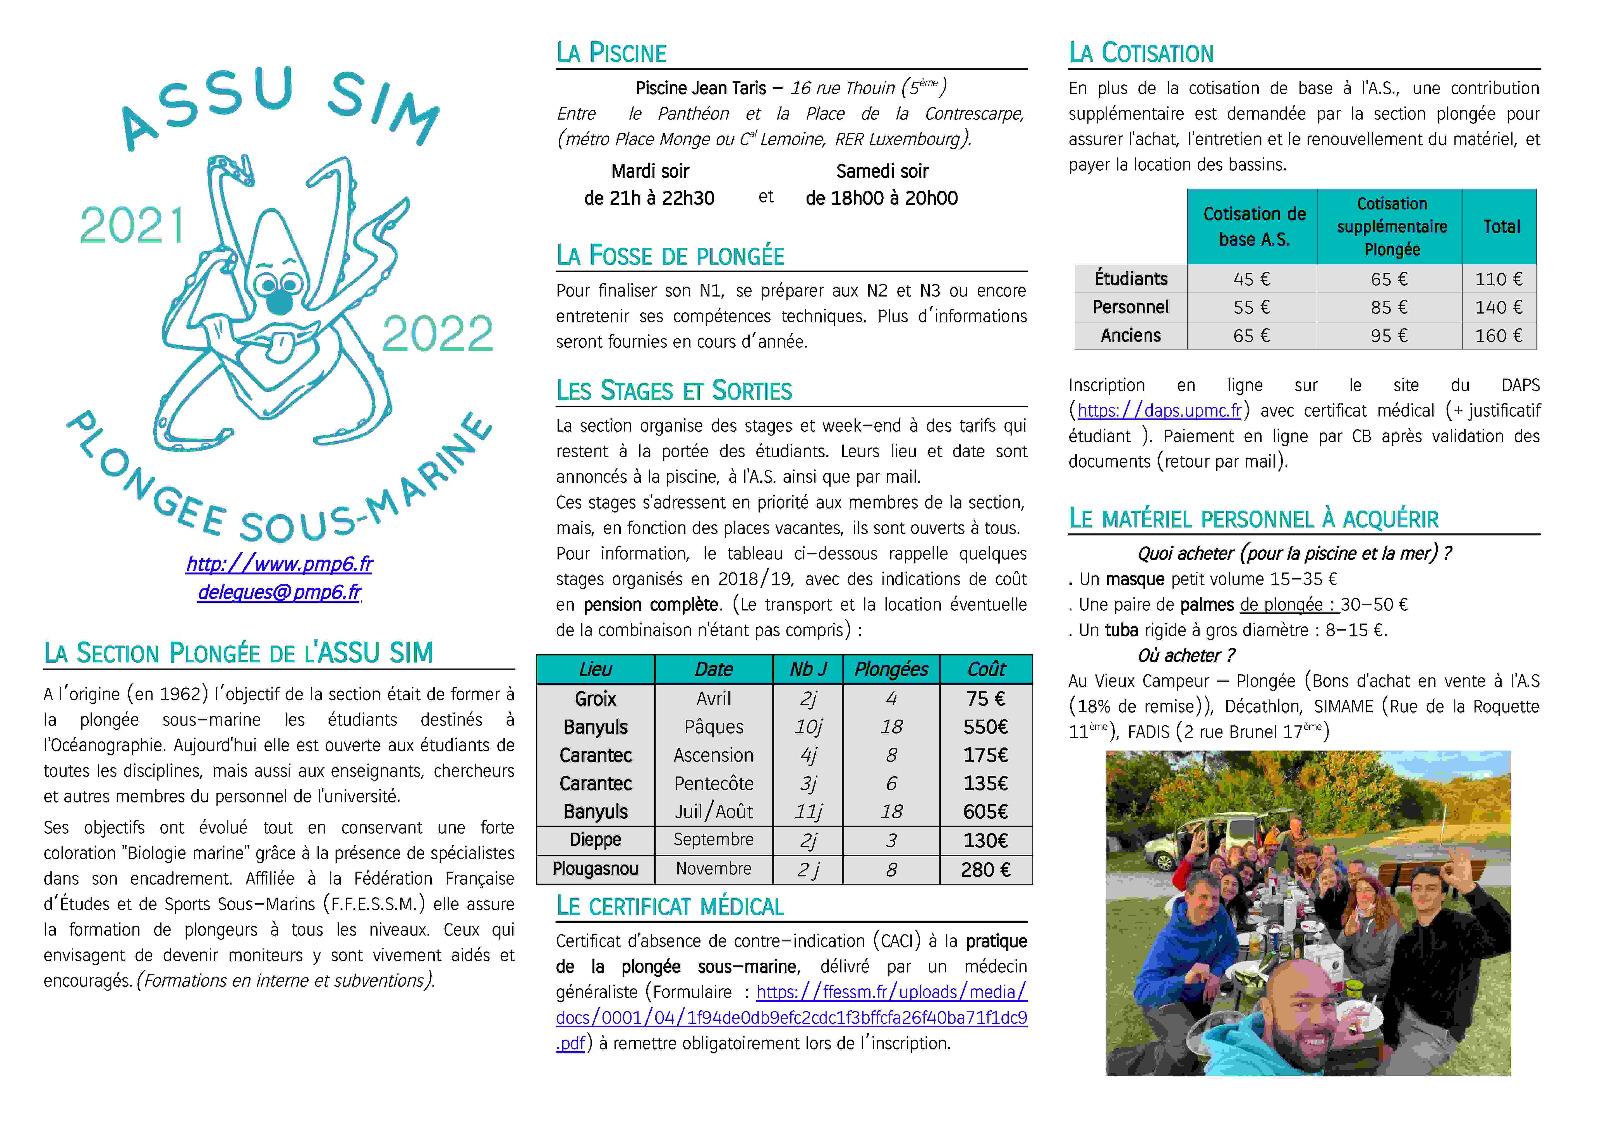 ASSU SIM
2021
2022
PLONGEE SOUS-MARINE
http://www.pmp6.fr
delegues@pmp6.fr
LA SECTION PLONGÉE DE L'ASSU SIM
A l'origine (en 1962) l'objectif de la section était de former à
la plongée sous-marine les étudiants destinés à
l'Océanographie. Aujourd'hui elle est ouverte aux étudiants de
toutes les disciplines, mais aussi aux enseignants, chercheurs
et autres membres du personnel de l'université.
Ses objectifs ont évolué tout en conservant une forte
coloration "Biologie marine" grâce à la présence de spécialistes
dans son encadrement. Affiliée à la Fédération Française
d'Études et de Sports Sous-Marins (F.F.E.S.S.M.) elle assure
la formation de plongeurs à tous les niveaux. Ceux qui
envisagent de devenir moniteurs y sont vivement aidés et
encouragés. (Formations en interne et subventions).
LA PISCINE
Piscine Jean Taris – 16 rue Thouin (5ème)
Entre le Panthéon et la Place de la Contrescarpe,
(métro Place Monge ou Cal Lemoine, RER Luxembourg).
Mardi soir Samedi soir
de 21h à 22h30 et de 18h00 à 20h00
LA FOSSE DE PLONGÉE
Pour finaliser son N1, se préparer aux N2 et N3 ou encore
entretenir ses compétences techniques. Plus d'informations
seront fournies en cours d'année.
LES STAGES ET SORTIES
La section organise des stages et week-end à des tarifs qui
restent à la portée des étudiants. Leurs lieu et date sont
annoncés à la piscine, à l'A.S. ainsi que par mail.
Ces stages s'adressent en priorité aux membres de la section,
mais, en fonction des places vacantes, ils sont ouverts à tous.
Pour information, le tableau ci-dessous rappelle quelques
stages organisés en 2018/19, avec des indications de coût
en pension complète. (Le transport et la location éventuelle
de la combinaison n'étant pas compris) :
Lieu Date Nb J Plongées Coût
Groix Avril 2j 4 75 €
Banyuls Pâques 10j 18 550€
Carantec Ascension 4j 8 175€
Carantec Pentecôte 3j 6 135€
Banyuls Juil/Août 11j 18 605€
Dieppe Septembre 2j 3 130€
Plougasnou Novembre 2 j 8 280 €
LE CERTIFICAT MÉDICAL
Certificat d'absence de contre-indication (CACI) à la pratique
de la plongée sous-marine, délivré par un médecin
généraliste (Formulaire : https://ffessm.fr/uploads/media/
docs/0001/04/1f94de0db9efc2cdc1f3bffcfa26f40ba71f1dc9
.pdf) à remettre obligatoirement lors de l'inscription.
LA COTISATION
En plus de la cotisation de base à l'A.S., une contribution
supplémentaire est demandée par la section plongée pour
assurer l'achat, l'entretien et le renouvellement du matériel, et
payer la location des bassins.
Cotisation de
base A.S.
Cotisation
supplémentaire
Plongée
Total
Étudiants 45 € 65 € 110 €
Personnel 55 € 85 € 140 €
Anciens 65 € 95 € 160 €
Inscription en ligne sur le site du DAPS
(https://daps.upmc.fr) avec certificat médical (+ justificatif
étudiant ). Paiement en ligne par CB après validation des
documents (retour par mail).
LE MATÉRIEL PERSONNEL À ACQUÉRIR
Quoi acheter (pour la piscine et la mer) ?
. Un masque petit volume 15-35 €
. Une paire de palmes de plongée : 30-50 €
. Un tuba rigide à gros diamètre : 8-15 €.
Où acheter ?
Au Vieux Campeur – Plongée (Bons d'achat en vente à l'A.S
(18% de remise)), Décathlon, SIMAME (Rue de la Roquette
11ème), FADIS (2 rue Brunel 17ème)